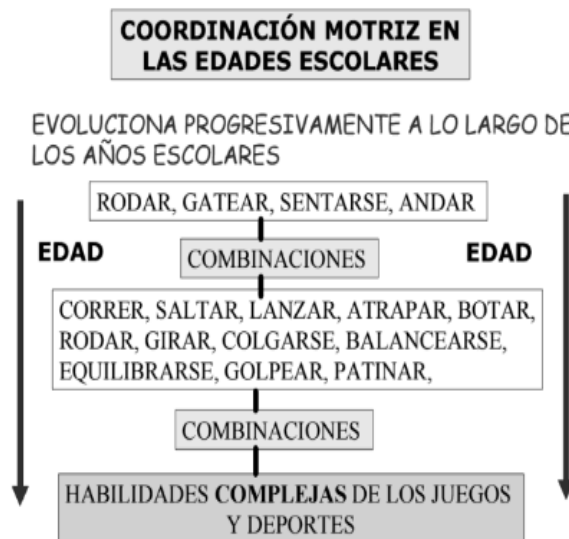 COORDINACIÓN MOTRIZ EN
LAS EDADES ESCOLARES
EVOLUCIONA PROGRESIVAMENTE A LO LARGO DE
LOS AÑOS ESCOLARES
RODAR, GATEAR, SENTARSE, ANDAR
EDAD
EDAD
COMBINACIONES
CORRER, SALTAR, LANZAR, ATRAPAR, BOTAR,
RODAR, GIRAR, COLGARSE, BALANCEARSE,
EQUILIBRARSE, GOLPEAR, PATINAR,
COMBINACIONES
HABILIDADES COMPLEJAS DE LOS JUEGOS
Y DEPORTES